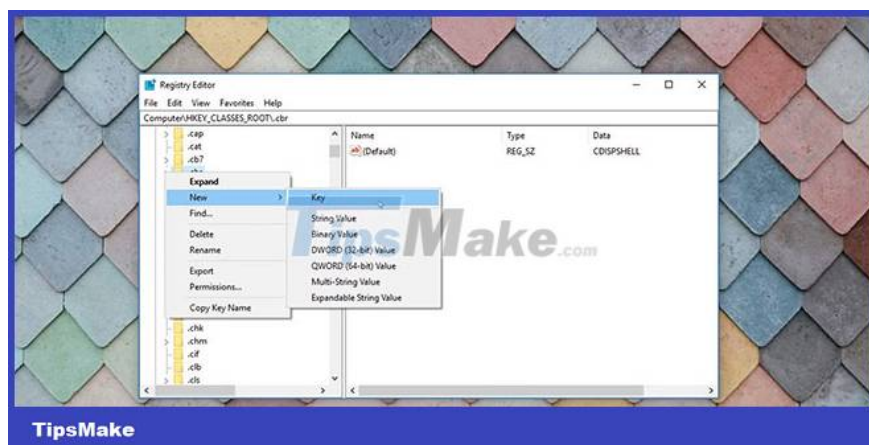 Registry Editor
File Edit View Favorites Help
Computer\HKEY_CLASSES_ROOT\.cbr
.cap
.cat
.cb7
Name Type Data
(Default) REG_SZ CDISPSHELL
Expand
New
Find...
Delete
Rename
Export
Permissions...
Copy Key Name
Key
String Value
Binary Value
DWORD (32-bit) Value
QWORD (64-bit) Value
Multi-String Value
Expandable String Value
TipsMake.com
.chk
.chm
.cif
.clb
.cls
TipsMake